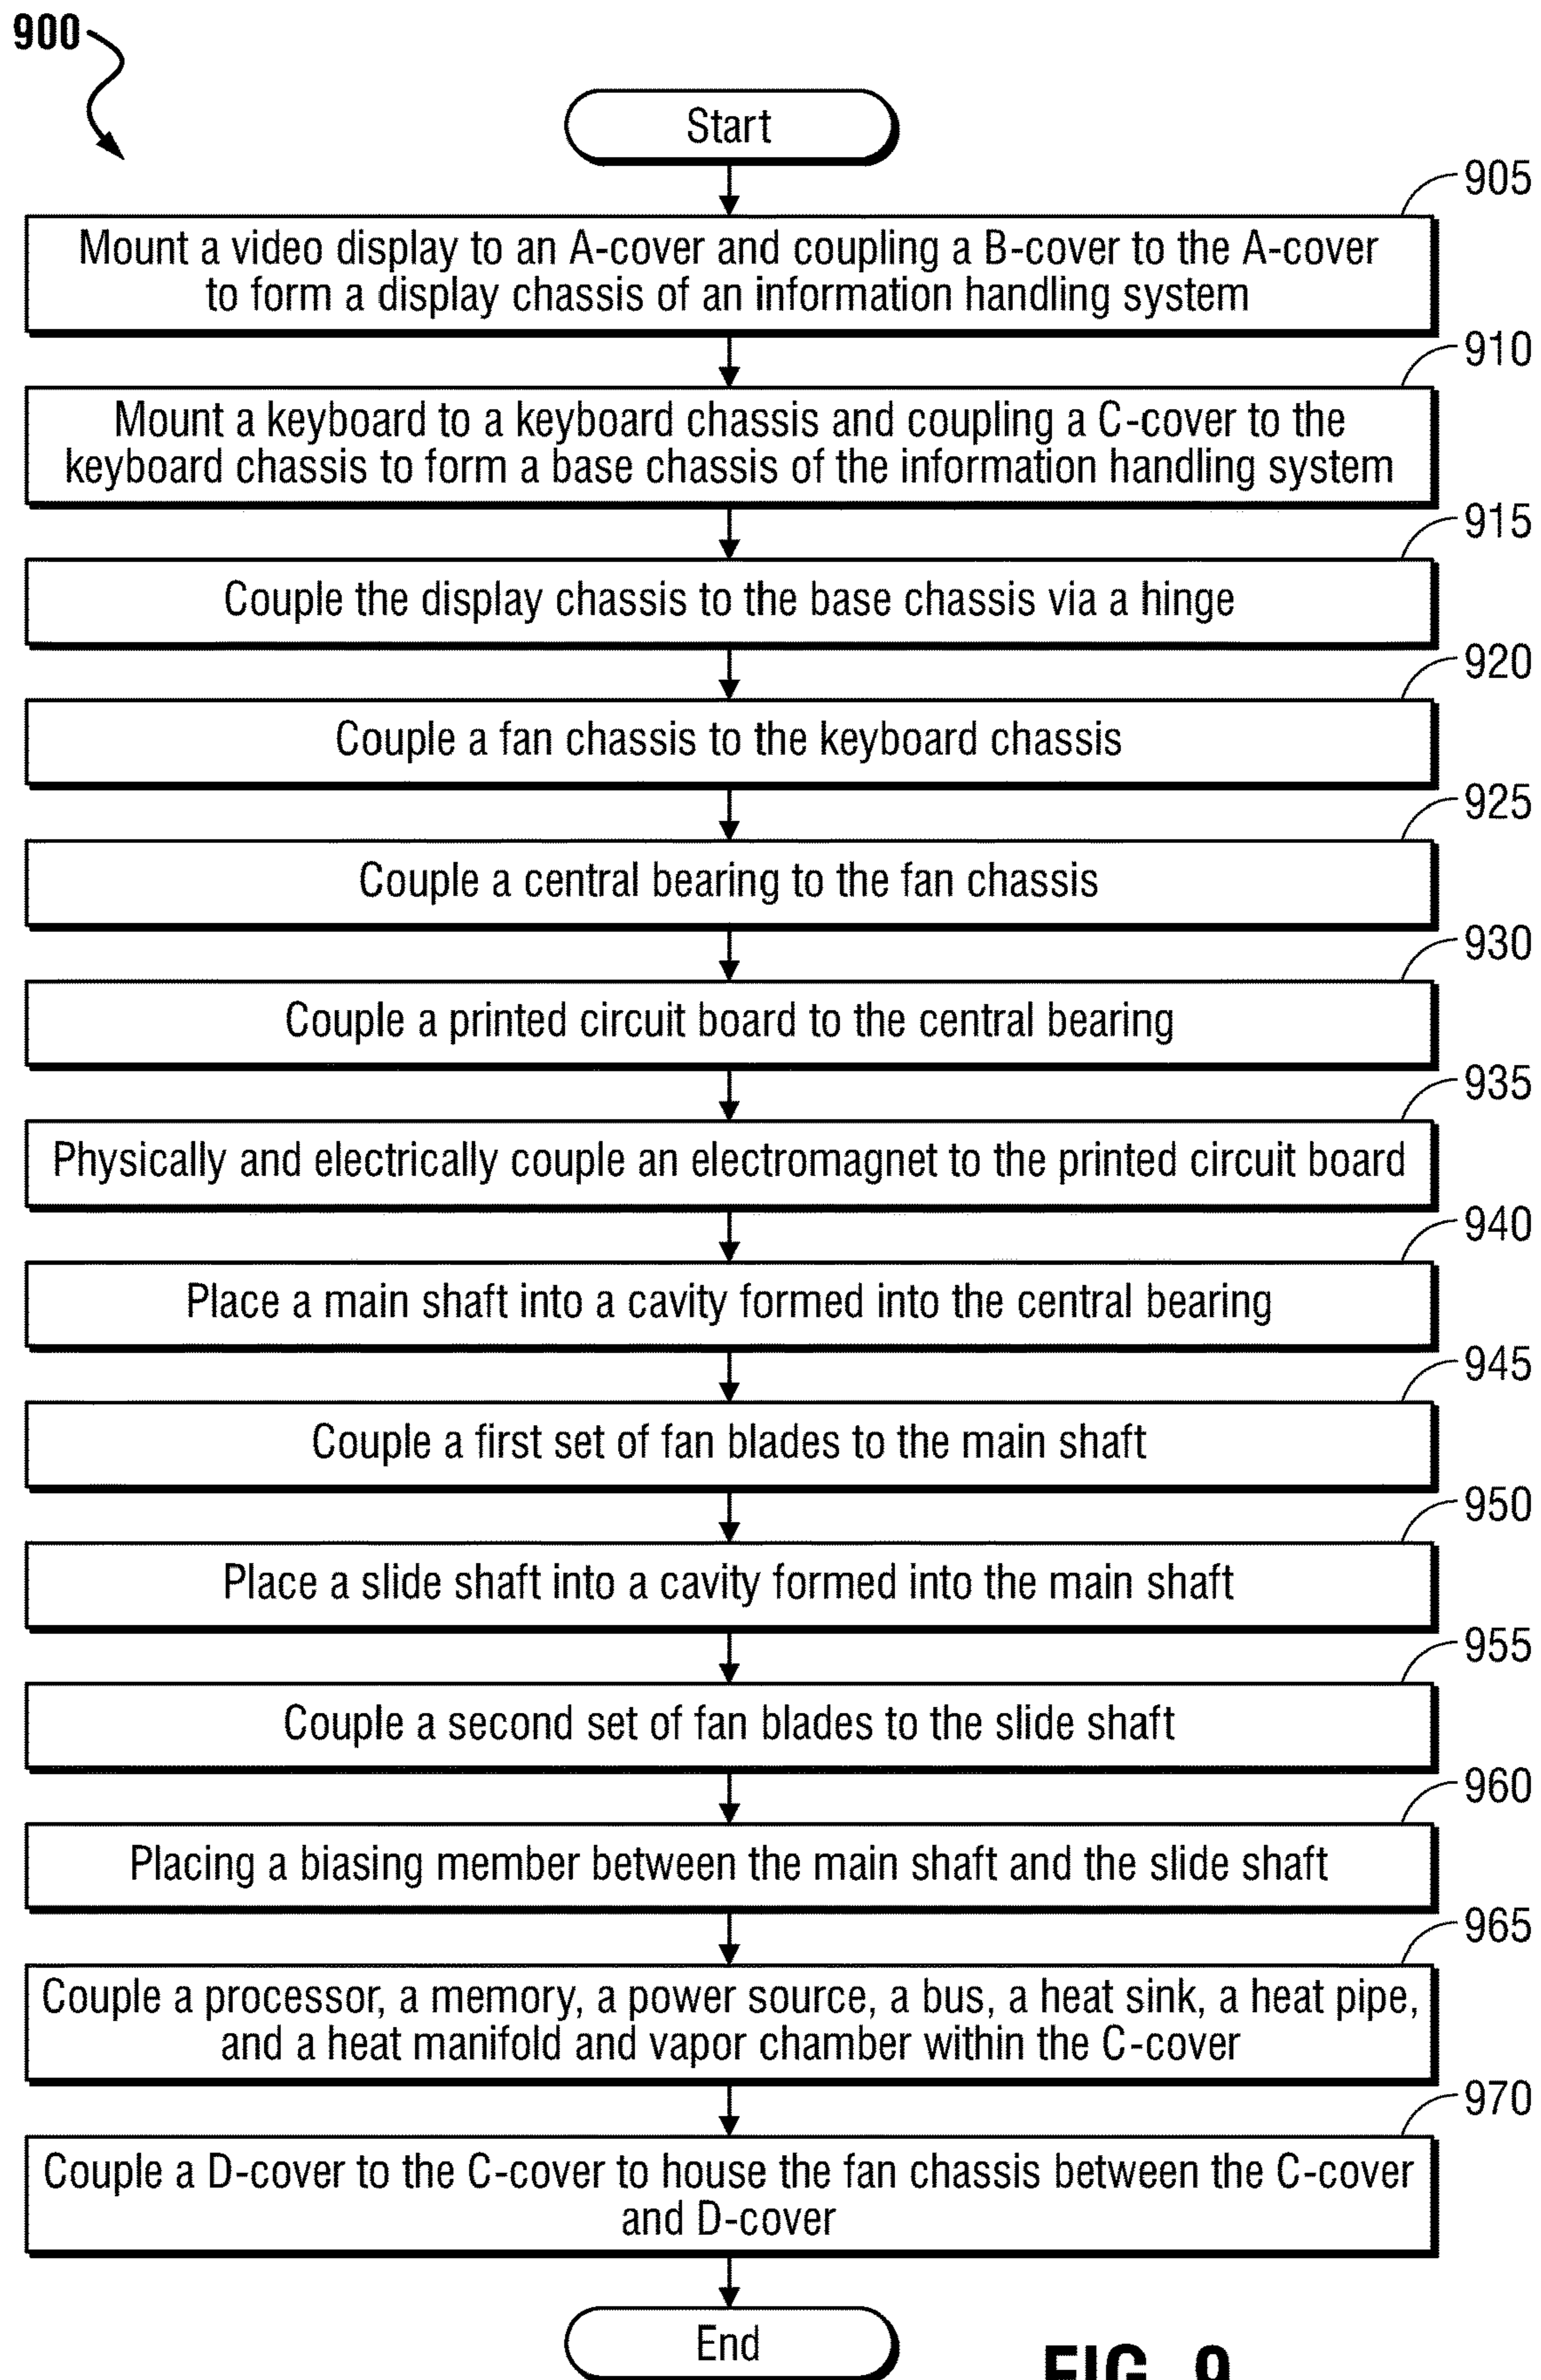 900
Start
905
Mount a video display to an A-cover and coupling a B-cover to the A-cover
to form a display chassis of an information handling system
910
Mount a keyboard to a keyboard chassis and coupling a C-cover to the
keyboard chassis to form a base chassis of the information handling system
915
Couple the display chassis to the base chassis via a hinge
920
Couple a fan chassis to the keyboard chassis
925
Couple a central bearing to the fan chassis
930
Couple a printed circuit board to the central bearing
935
Physically and electrically couple an electromagnet to the printed circuit board
940
Place a main shaft into a cavity formed into the central bearing
945
Couple a first set of fan blades to the main shaft
950
Place a slide shaft into a cavity formed into the main shaft
955
Couple a second set of fan blades to the slide shaft
960
Placing a biasing member between the main shaft and the slide shaft
965
Couple a processor, a memory, a power source, a bus, a heat sink, a heat pipe,
and a heat manifold and vapor chamber within the C-cover
970
Couple a D-cover to the C-cover to house the fan chassis between the C-cover
and D-cover
End
FIG. 9